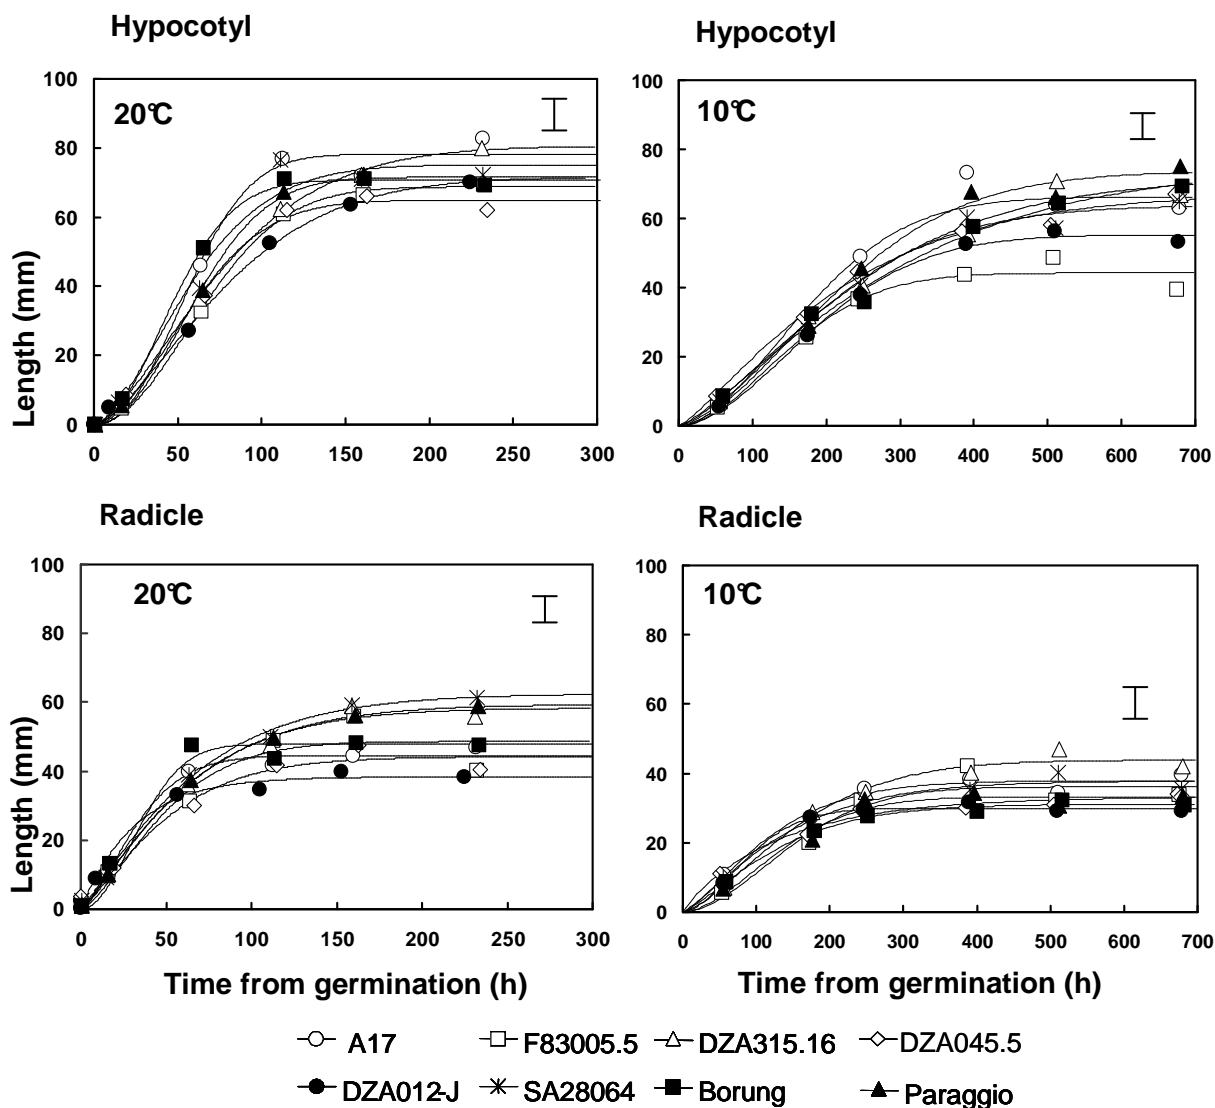 Hypocotyl
20°C
Length (mm)
100
80
60
40
20
0
0 50 100 150 200 250 300
Hypocotyl
10°C
100
80
60
40
20
0
0 100 200 300 400 500 600 700
Radicle
20°C
Length (mm)
100
80
60
40
20
0
0 50 100 150 200 250 300
Time from germination (h)
Radicle
10°C
100
80
60
40
20
0
0 100 200 300 400 500 600 700
Time from germination (h)
A17 F83005.5 DZA315.16 DZA045.5
DZA012-J SA28064 Borung Paraggio